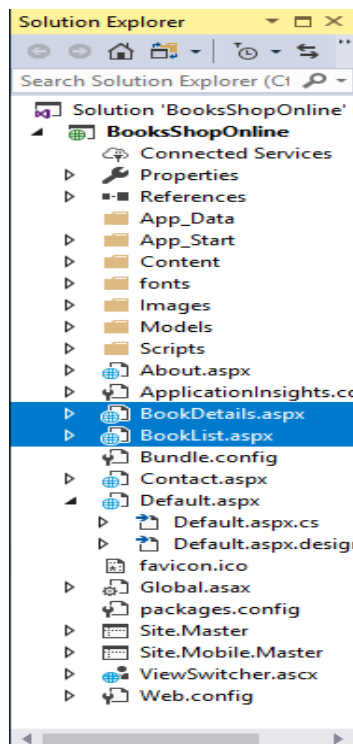 Solution Explorer
Search Solution Explorer (Ct
Solution 'BooksShopOnline'
BooksShopOnline
Connected Services
Properties
References
App_Data
App_Start
Content
fonts
Images
Models
Scripts
About.aspx
ApplicationInsights.co
BookDetails.aspx
BookList.aspx
Bundle.config
Contact.aspx
Default.aspx
Default.aspx.cs
Default.aspx.design
favicon.ico
Global.asax
packages.config
Site.Master
Site.Mobile.Master
ViewSwitcher.ascx
Web.config